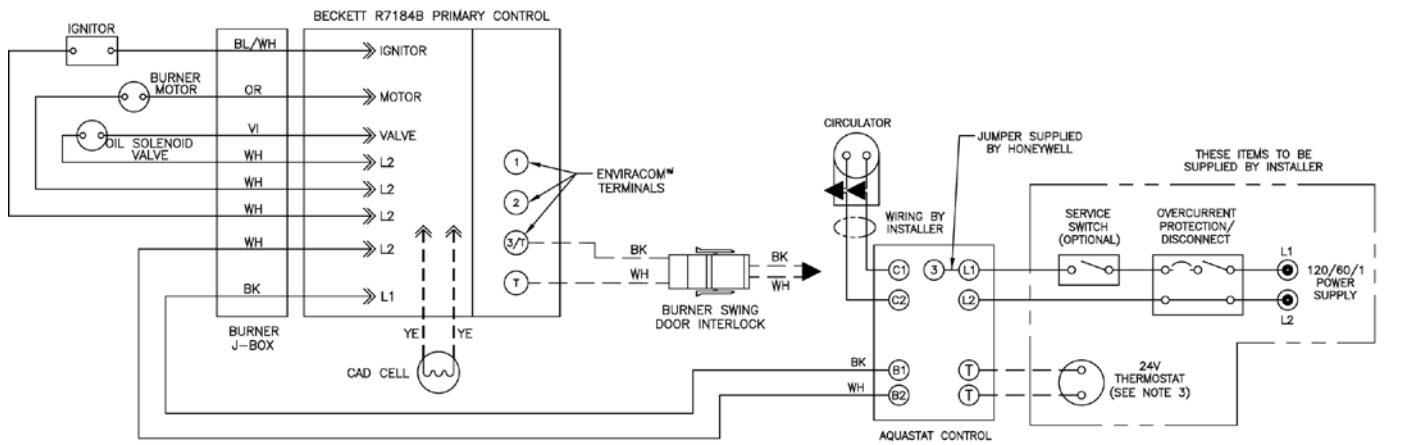 BECKETT R7184B PRIMARY CONTROL
IGNITOR
BL/WH
IGNITOR
BURNER
MOTOR
OR
MOTOR
OIL SOLENOID
VALVE
VI
VALVE
WH
L2
WH
L2
WH
L2
WH
L2
BK
L1
BURNER
J-BOX
YE
YE
CAD CELL
1
2
3/T
T
ENVIRACOM™
TERMINALS
BK
WH
BK
WH
BURNER SWING
DOOR INTERLOCK
CIRCULATOR
WIRING BY
INSTALLER
JUMPER SUPPLIED
BY HONEYWELL
C1
3
L1
C2
L2
BK
B1
T
WH
B2
T
AQUASTAT CONTROL
THESE ITEMS TO BE
SUPPLIED BY INSTALLER
SERVICE
SWITCH
(OPTIONAL)
OVERCURRENT
PROTECTION/
DISCONNECT
L1
120/60/1
POWER
SUPPLY
L2
24V
THERMOSTAT
(SEE NOTE 3)